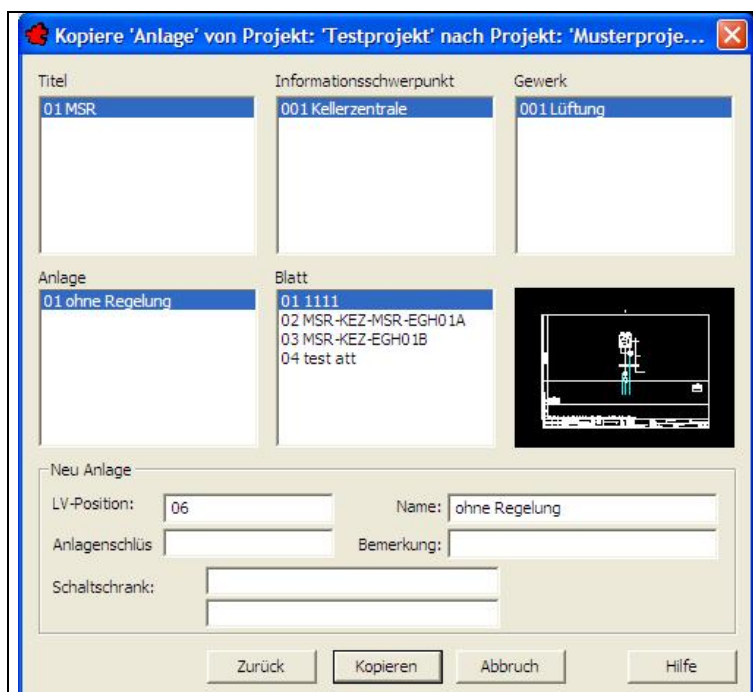 Kopiere 'Anlage' von Projekt: 'Testprojekt' nach Projekt: 'Musterproje...
Titel
Informationsschwerpunkt
Gewerk
01 MSR
001 Kellerzentrale
001 Lüftung
Anlage
Blatt
01 ohne Regelung
01 1111
02 MSR-KEZ-MSR-EGH01A
03 MSR-KEZ-EGH01B
04 test att
Neu Anlage
LV-Position: 06
Name: ohne Regelung
Anlagenschlüs
Bemerkung:
Schaltschrank:
Zurück
Kopieren
Abbruch
Hilfe